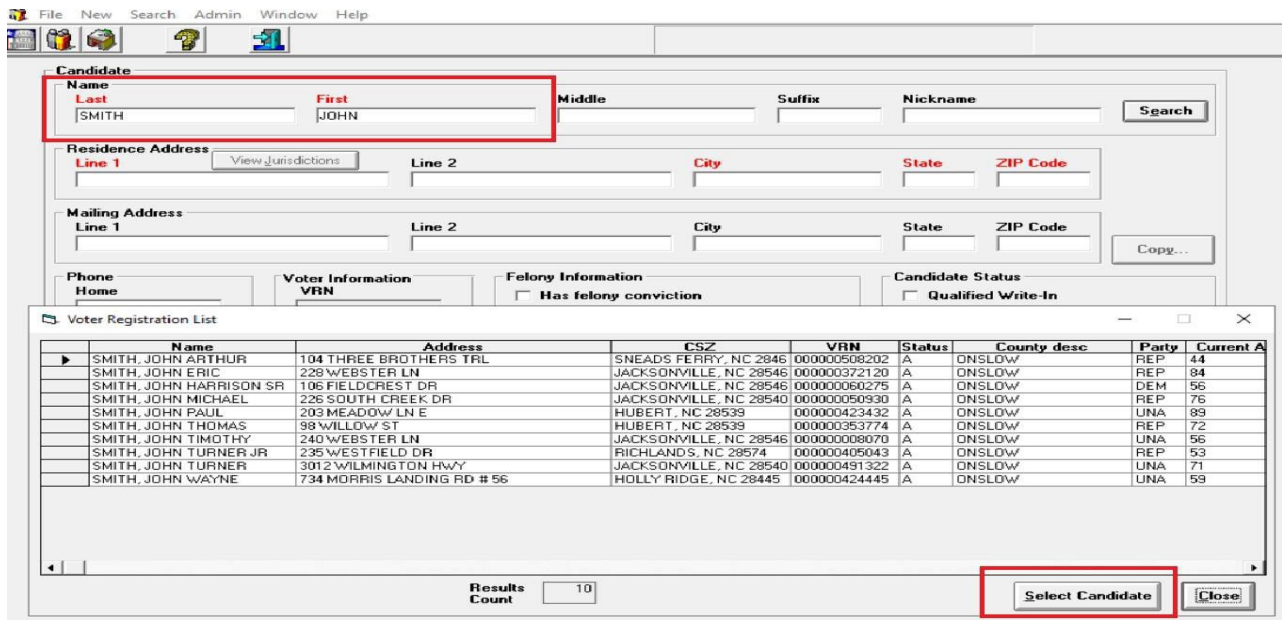 File New Search Admin Window Help
Candidate
Name
Last First Middle Suffix Nickname
SMITH JOHN Search
Residence Address View Jurisdictions
Line 1 Line 2 City State ZIP Code
Mailing Address
Line 1 Line 2 City State ZIP Code
Copy...
Phone Voter Information Felony Information Candidate Status
Home VRN Has felony conviction Qualified Write-In
Voter Registration List
Name Address CSZ VRN Status County desc Party Current A
SMITH, JOHN ARTHUR 104 THREE BROTHERS TRL SNEADS FERRY, NC 2846 000000508202 A ONSLOW REP 44
SMITH, JOHN ERIC 228 WEBSTER LN JACKSONVILLE, NC 28546 000000372120 A ONSLOW REP 84
SMITH, JOHN HARRISON SR 106 FIELDCREST DR JACKSONVILLE, NC 28546 000000060275 A ONSLOW DEM 56
SMITH, JOHN MICHAEL 226 SOUTH CREEK DR JACKSONVILLE, NC 28540 000000050930 A ONSLOW REP 76
SMITH, JOHN PAUL 203 MEADOW LN E HUBERT, NC 28539 000000423432 A ONSLOW UNA 89
SMITH, JOHN THOMAS 98 WILLOW ST HUBERT, NC 28539 000000353774 A ONSLOW REP 72
SMITH, JOHN TIMOTHY 240 WEBSTER LN JACKSONVILLE, NC 28546 000000008070 A ONSLOW UNA 56
SMITH, JOHN TURNER JR 235 WESTFIELD DR RICHLANDS, NC 28574 000000405043 A ONSLOW REP 53
SMITH, JOHN TURNER 3012 WILMINGTON HWY JACKSONVILLE, NC 28540 000000491322 A ONSLOW UNA 71
SMITH, JOHN WAYNE 734 MORRIS LANDING RD # 56 HOLLY RIDGE, NC 28445 000000424445 A ONSLOW UNA 59
Results Count 10 Select Candidate Close